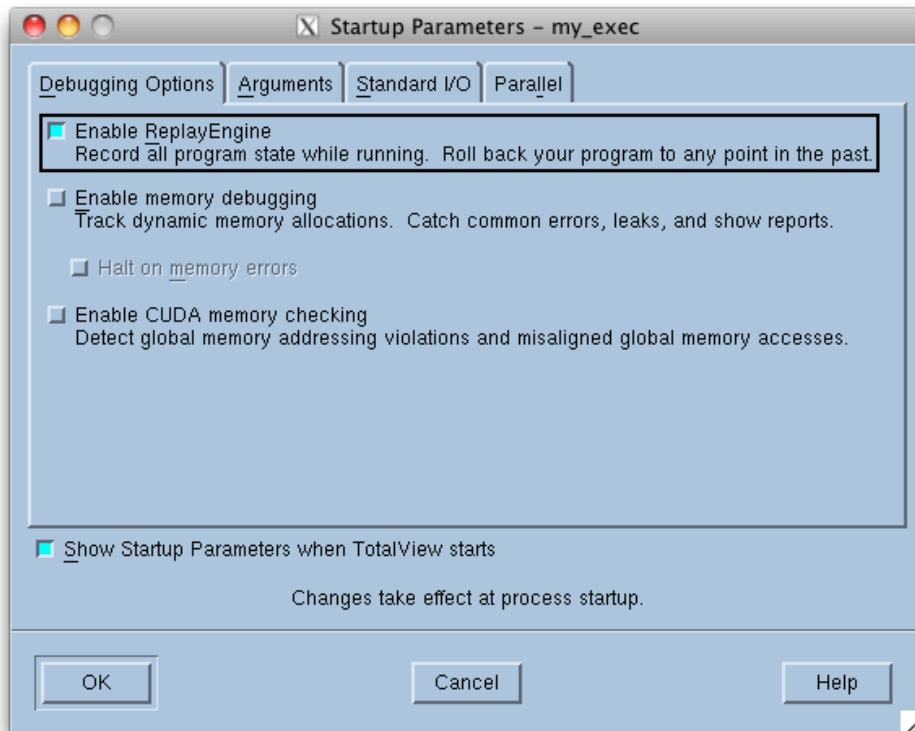 Startup Parameters – my_exec
Debugging Options Arguments Standard I/O Parallel
Enable ReplayEngine
Record all program state while running. Roll back your program to any point in the past.
Enable memory debugging
Track dynamic memory allocations. Catch common errors, leaks, and show reports.
Halt on memory errors
Enable CUDA memory checking
Detect global memory addressing violations and misaligned global memory accesses.
Show Startup Parameters when TotalView starts
Changes take effect at process startup.
OK Cancel Help